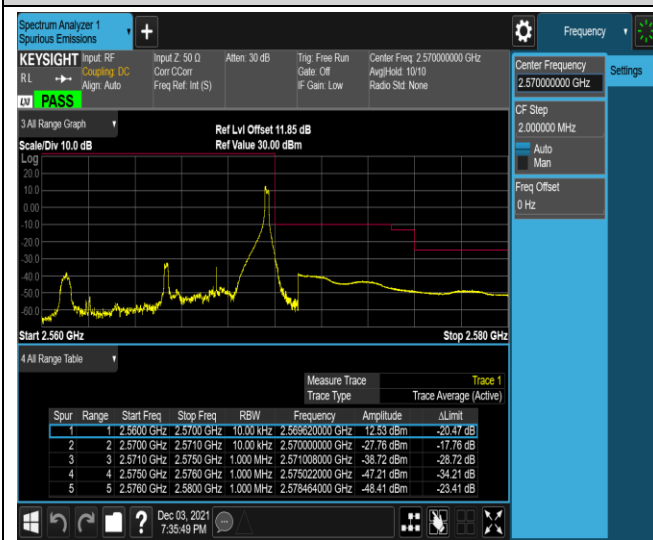 Spectrum Analyzer 1
Spurious Emissions
Frequency
KEYSIGHT
RL
LXI
PASS
Input: RF
Coupling: DC
Align: Auto
Input Z: 50 Ω
Corr CCorr
Freq Ref: Int (S)
Atten: 30 dB
Trig: Free Run
Gate: Off
IF Gain: Low
Center Freq: 2.570000000 GHz
Avg|Hold: 10/10
Radio Std: None
Center Frequency
2.570000000 GHz
Settings
CF Step
2.000000 MHz
Auto
Man
Freq Offset
0 Hz
3 All Range Graph
Ref Lvl Offset 11.85 dB
Scale/Div 10.0 dB
Ref Value 30.00 dBm
Log
20.0
10.0
0.00
-10.0
-20.0
-30.0
-40.0
-50.0
-60.0
Start 2.560 GHz
Stop 2.580 GHz
4 All Range Table
Measure Trace Trace 1
Trace Type Trace Average (Active)
Spur Range Start Freq Stop Freq RBW Frequency Amplitude ΔLimit
1 1 2.5600 GHz 2.5700 GHz 10.00 kHz 2.569620000 GHz 12.53 dBm -20.47 dB
2 2 2.5700 GHz 2.5710 GHz 10.00 kHz 2.570000000 GHz -27.76 dBm -17.76 dB
3 3 2.5710 GHz 2.5750 GHz 1.000 MHz 2.571008000 GHz -38.72 dBm -28.72 dB
4 4 2.5750 GHz 2.5760 GHz 1.000 MHz 2.575022000 GHz -47.21 dBm -34.21 dB
5 5 2.5760 GHz 2.5800 GHz 1.000 MHz 2.578464000 GHz -48.41 dBm -23.41 dB
?
Dec 03, 2021
7:35:49 PM